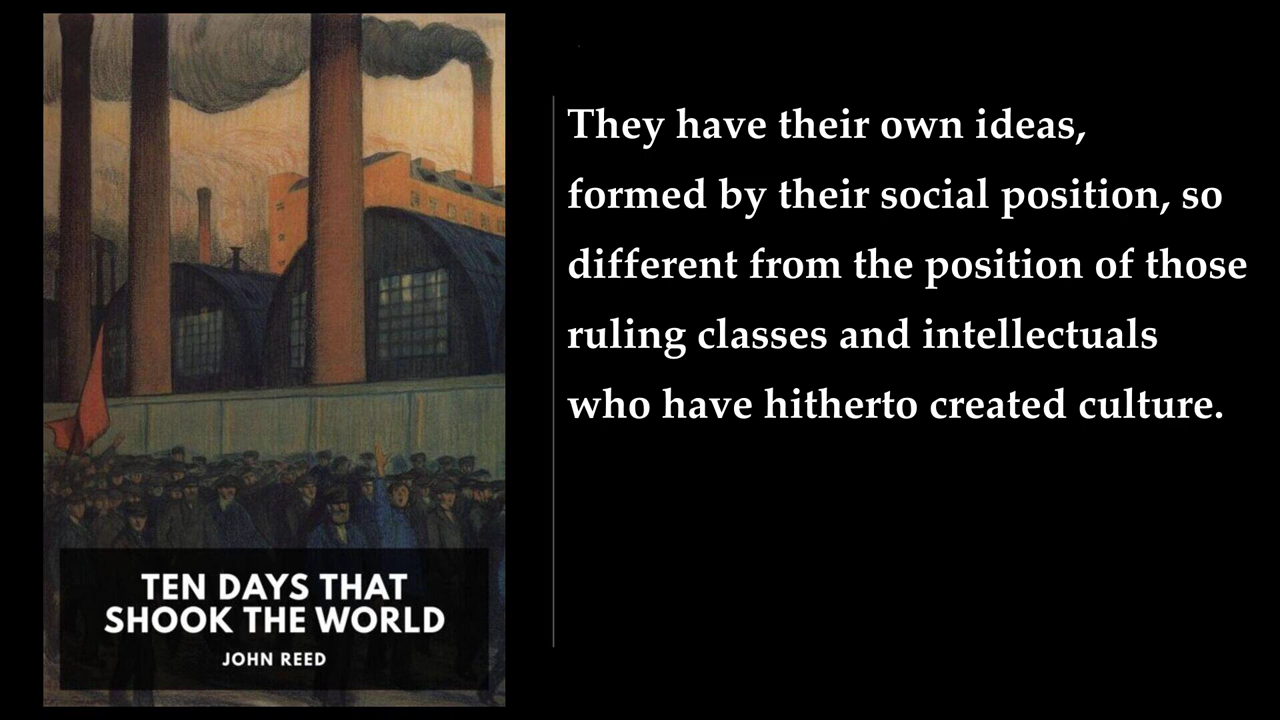 They have their own ideas,
formed by their social position, so
different from the position of those
ruling classes and intellectuals
who have hitherto created culture.
TEN DAYS THAT
SHOOK THE WORLD
JOHN REED